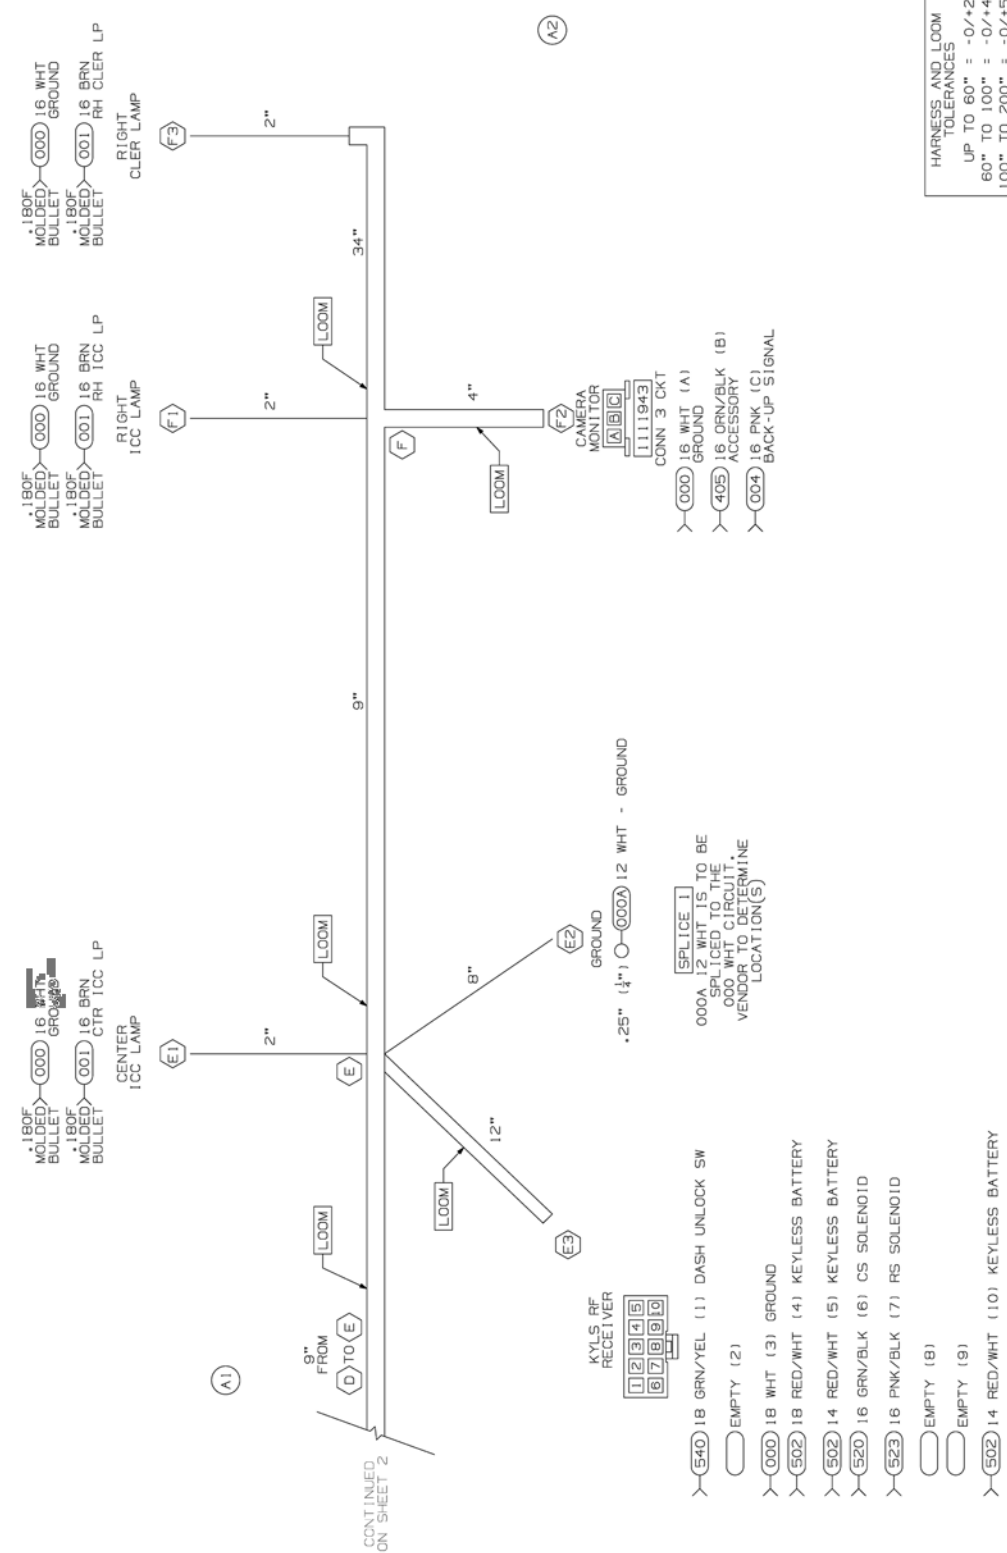 .180F
MOLDED
BULLET
000
16 WHT
GROUND
.180F
MOLDED
BULLET
001
16 BRN
CTR ICC LP
CENTER
ICC LAMP
E1
2"
.180F
MOLDED
BULLET
000
16 WHT
GROUND
.180F
MOLDED
BULLET
001
16 BRN
RH ICC LP
RIGHT
ICC LAMP
F1
2"
.180F
MOLDED
BULLET
000
16 WHT
GROUND
.180F
MOLDED
BULLET
001
16 BRN
RH CLER LP
RIGHT
CLER LAMP
F3
2"
A1
9"
FROM
D TO E
LOOM
E
LOOM
9"
LOOM
34"
F
CONTINUED
ON SHEET 2
LOOM
12"
E3
8"
E2
GROUND
.25" (¼") 000A 12 WHT - GROUND
SPLICE 1
000A 12 WHT IS TO BE
SPLICED TO THE
000 WHT CIRCUIT.
VENDOR TO DETERMINE
LOCATION(S)
LOOM
4"
F2
CAMERA
MONITOR
A B C
1111943
CONN 3 CKT
000 16 WHT (A)
GROUND
405 16 ORN/BLK (B)
ACCESSORY
004 16 PNK (C)
BACK-UP SIGNAL
A2
KYLS RF
RECEIVER
1 2 3 4 5
6 7 8 9 10
540 18 GRN/YEL (1) DASH UNLOCK SW
EMPTY (2)
000 18 WHT (3) GROUND
502 18 RED/WHT (4) KEYLESS BATTERY
502 14 RED/WHT (5) KEYLESS BATTERY
520 16 GRN/BLK (6) CS SOLENOID
523 16 PNK/BLK (7) RS SOLENOID
EMPTY (8)
EMPTY (9)
502 14 RED/WHT (10) KEYLESS BATTERY
HARNESS AND LOOM
TOLERANCES
UP TO 60" = -0/+2
60" TO 100" = -0/+4
100" TO 200" = -0/+5